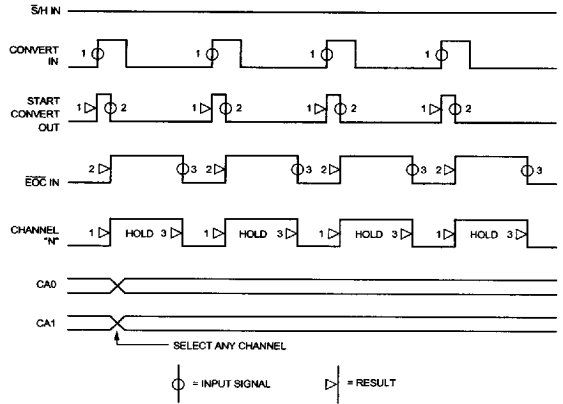 S/H IN
CONVERT
IN
1 1 1 1
START
CONVERT
OUT
1 2 1 2 1 2 1 2
EOC IN
2 3 2 3 2 3 2 3
CHANNEL
"N"
1 HOLD 3 1 HOLD 3 1 HOLD 3 1 HOLD 3
CA0
CA1
SELECT ANY CHANNEL
= INPUT SIGNAL
= RESULT